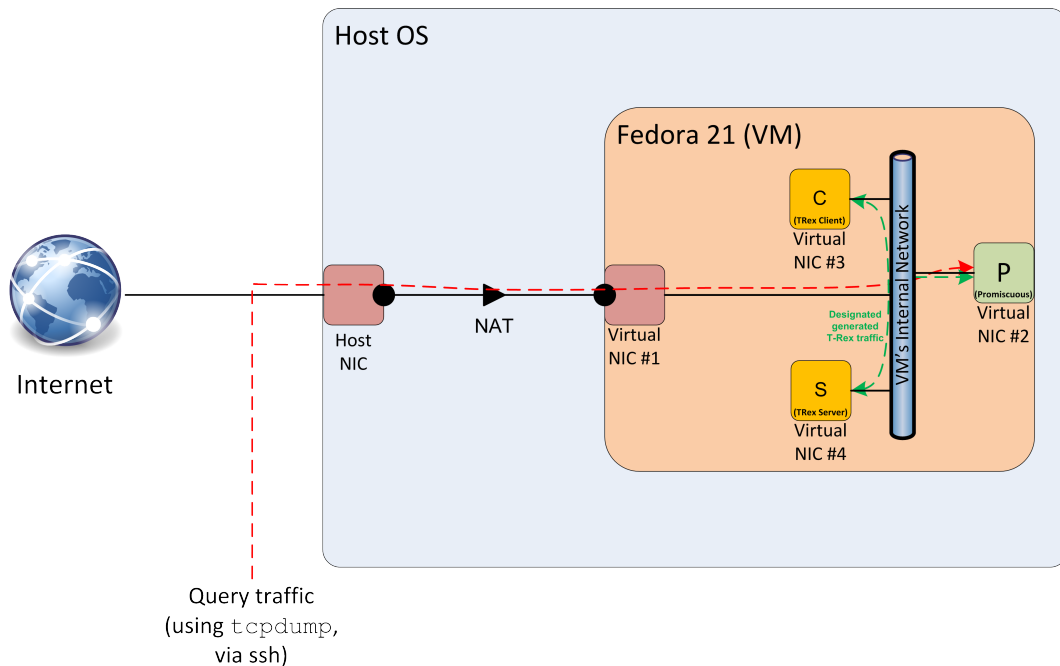 Host OS
Fedora 21 (VM)
C
(TRex Client)
Virtual
NIC #3
VM's Internal Network
P
(Promiscuous)
Virtual
NIC #2
Designated
generated
T-Rex traffic
S
(TRex Server)
Virtual
NIC #4
Internet
Host
NIC
NAT
Virtual
NIC #1
Query traffic
(using tcpdump,
via ssh)